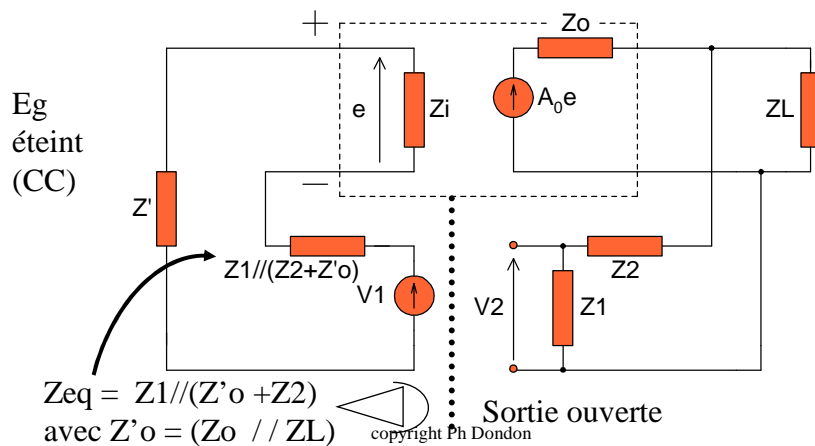 +
Zo
Eg
éteint
(CC)
e
Zi
A₀e
ZL
Z'
—
Z1//(Z2+Z'o)
Z2
V1
V2
Z1
Zeq = Z1//(Z’o +Z2)
avec Z’o = (Zo // ZL)
Sortie ouverte
copyright Ph Dondon